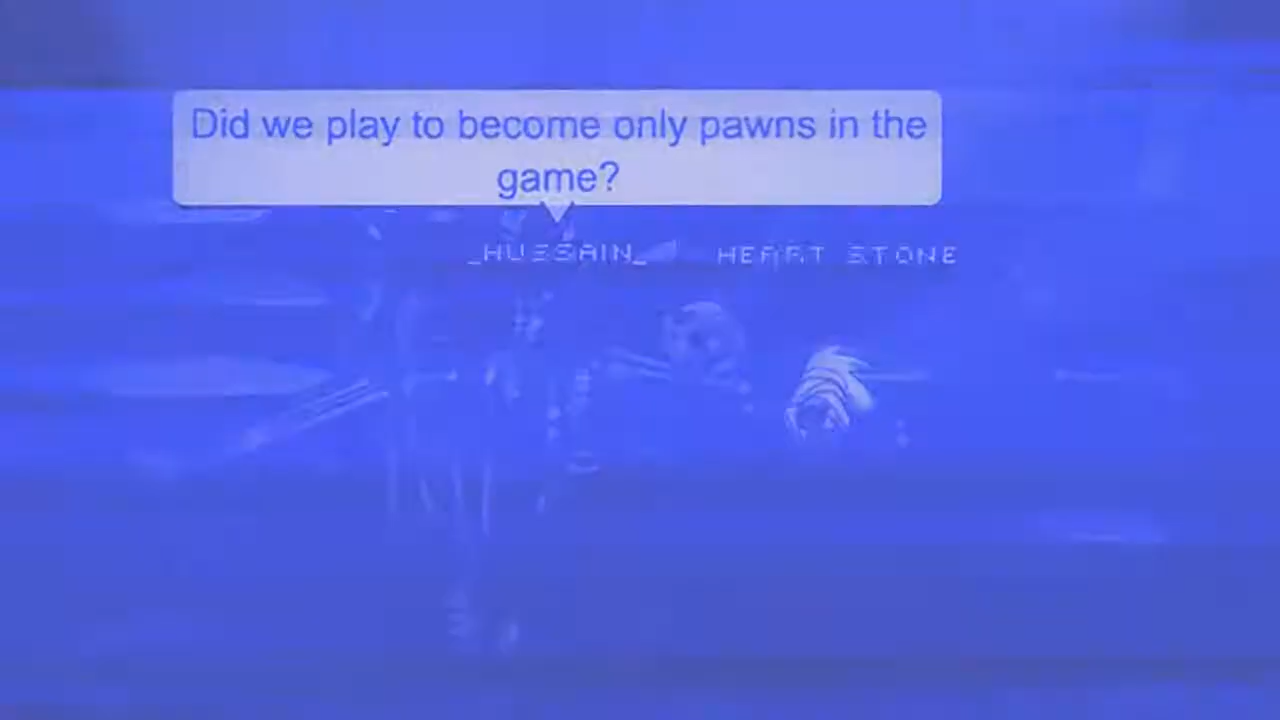 Did we play to become only pawns in the
game?
_HUSSAIN_ HEART STONE